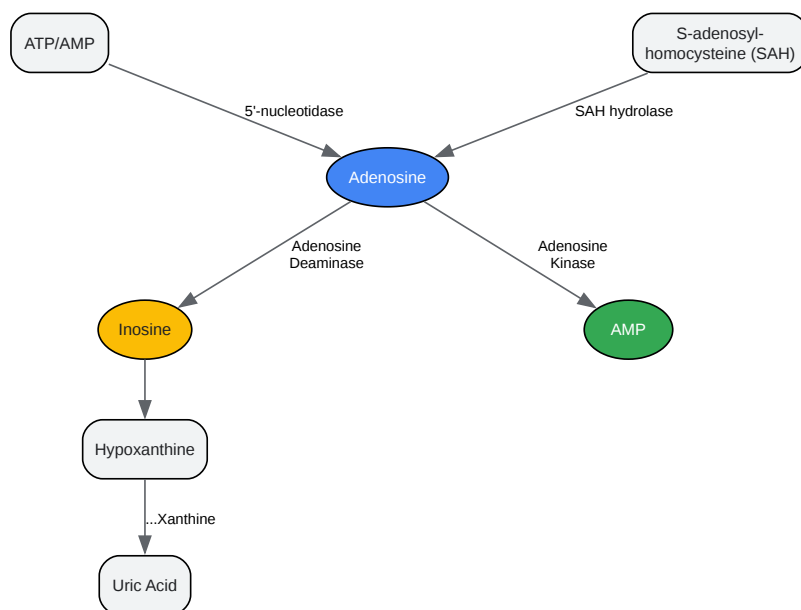 ATP/AMP
S-adenosyl-
homocysteine (SAH)
5'-nucleotidase
SAH hydrolase
Adenosine
Adenosine
Deaminase
Adenosine
Kinase
Inosine
AMP
Hypoxanthine
...Xanthine
Uric Acid